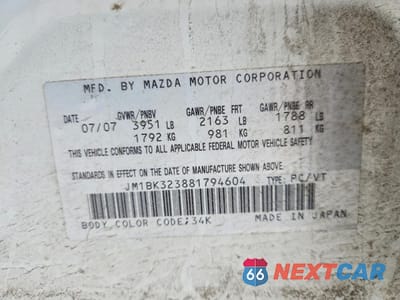 MFD. BY MAZDA MOTOR CORPORATION
GVWR/PNBV GAWR/PNBE FRT GAWR/PNBE RR
07/07 3951 LB 2163 LB 1788 LB
1792 KG 981 KG 811 KG
THIS VEHICLE CONFORMS TO ALL APPLICABLE FEDERAL MOTOR VEHICLE SAFETY
STANDARDS IN EFFECT ON THE DATE OF MANUFACTURE SHOWN ABOVE
JM1BK323881794604 TYPE: PC/VT
BODY COLOR CODE;34K MADE IN JAPAN
66 NEXTCAR